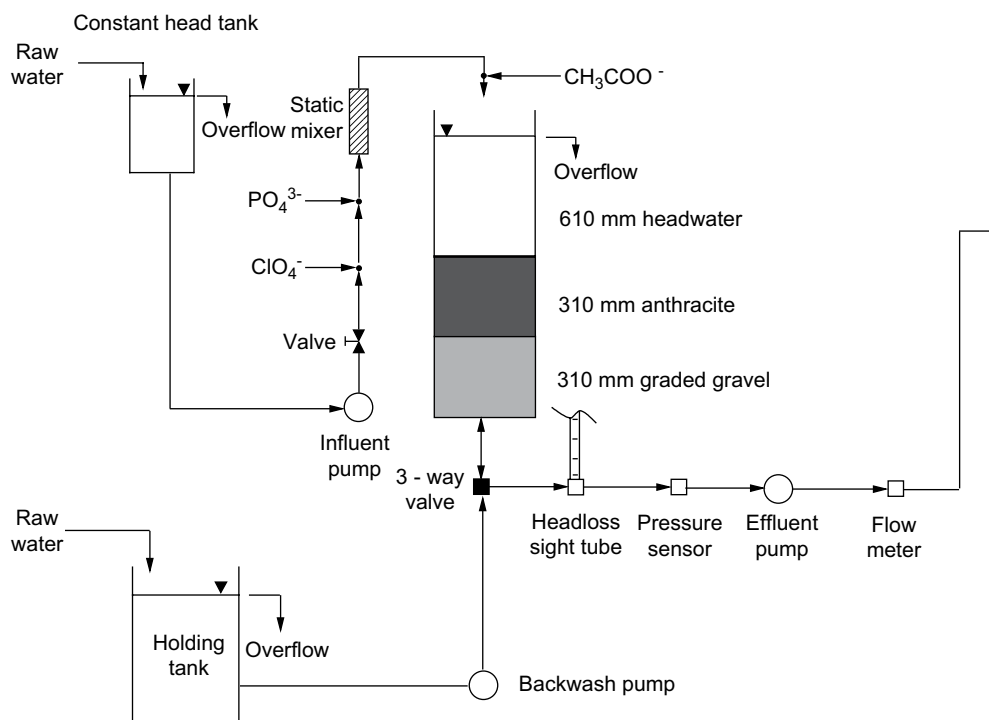 Constant head tank
Raw
water
Overflow
Static
mixer
CH₃COO⁻
Overflow
PO₄³⁻
610 mm headwater
ClO₄⁻
310 mm anthracite
Valve
310 mm graded gravel
Influent
pump
3 - way
valve
Headloss
sight tube
Pressure
sensor
Effluent
pump
Flow
meter
Raw
water
Holding
tank
Overflow
Backwash pump